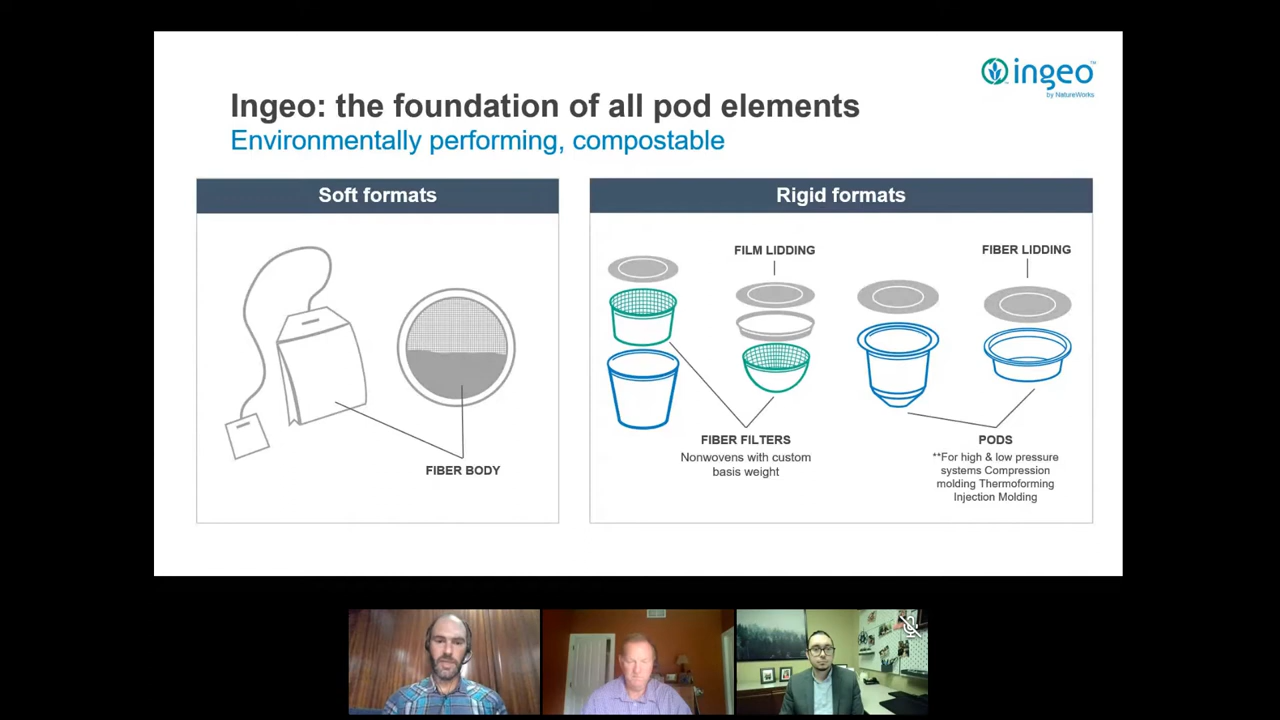 ingeo™
by NatureWorks
Ingeo: the foundation of all pod elements
Environmentally performing, compostable
Soft formats
FIBER BODY
Rigid formats
FILM LIDDING
FIBER LIDDING
FIBER FILTERS
Nonwovens with custom
basis weight
PODS
**For high & low pressure
systems Compression
molding Thermoforming
Injection Molding